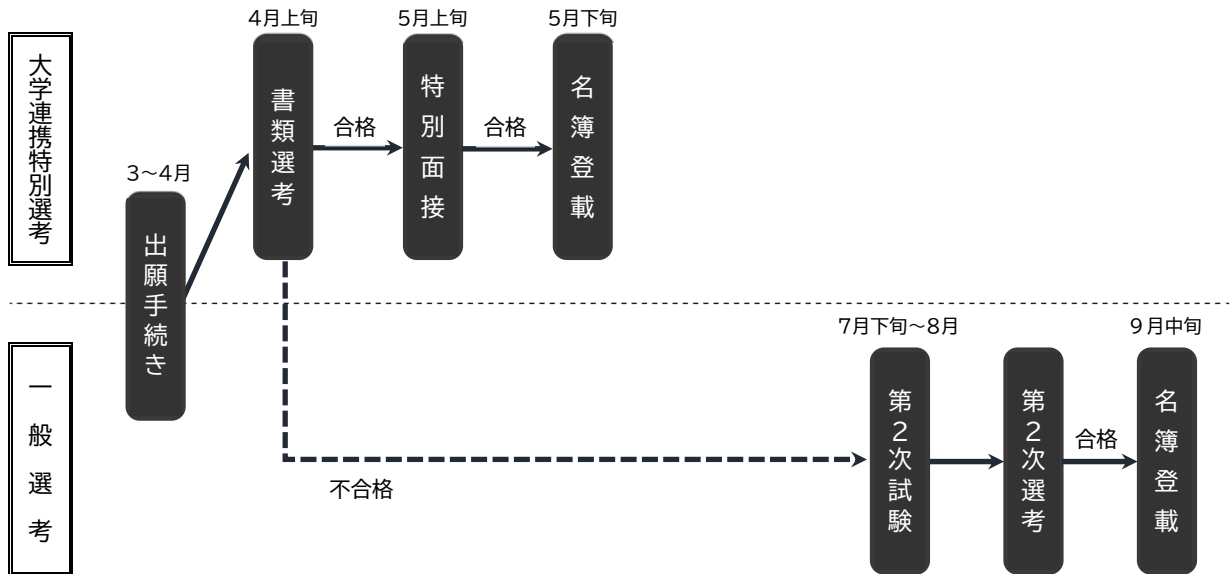 大学連携特別選考
3～4月
出願手続き
4月上旬
書類選考
合格
5月上旬
特別面接
合格
5月下旬
名簿登載
一般選考
不合格
7月下旬～8月
第2次試験
第2次選考
合格
9月中旬
名簿登載